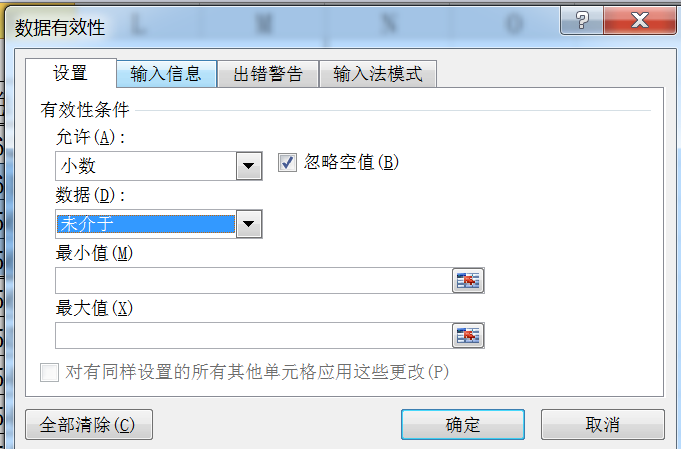 数据有效性
L M N O
设置 输入信息 出错警告 输入法模式
有效性条件
允许(A):
小数 忽略空值(B)
数据(D):
未介于
最小值(M)
最大值(X)
对有同样设置的所有其他单元格应用这些更改(P)
全部清除(C) 确定 取消